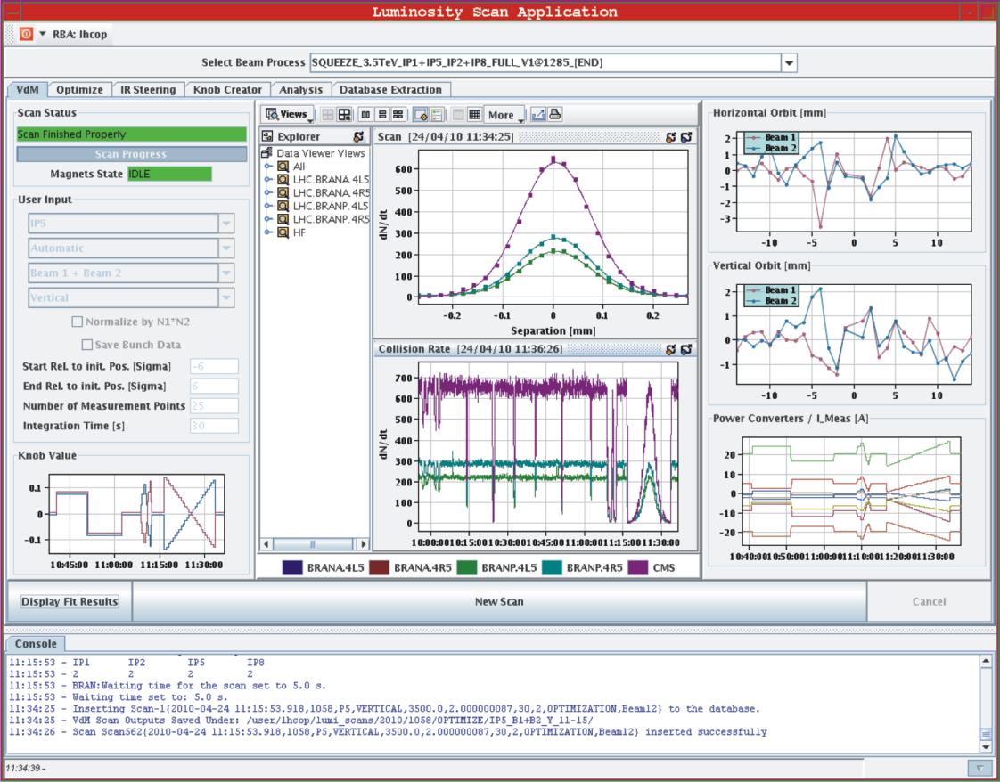 Luminosity Scan Application
RBA: lhcop
Select Beam Process SQUEEZE_3.5TeV_IP1+IP5_IP2+IP8_FULL_V1@1285_[END]
VdM Optimize IR Steering Knob Creator Analysis Database Extraction
Scan Status
Scan Finished Properly
Scan Progress
Magnets State IDLE
User Input
IP5
Automatic
Beam 1 + Beam 2
Vertical
Normalize by N1*N2
Save Bunch Data
Start Rel. to init. Pos. [Sigma] -6
End Rel. to init. Pos. [Sigma] 6
Number of Measurement Points 25
Integration Time [s] 30
Knob Value
0.1
0
-0.1
10:45:00 11:00:00 11:15:00 11:30:00
Views More
Explorer
Data Viewer Views
All
LHC.BRANA.4L5
LHC.BRANA.4R5
LHC.BRANP.4L5
LHC.BRANP.4R5
HF
Scan [24/04/10 11:34:25]
dN/dt
600
500
400
300
200
100
0
-0.2 -0.1 0 0.1 0.2
Separation [mm]
Collision Rate [24/04/10 11:36:26]
dN/dt
700
600
500
400
300
200
100
0
10:00:00 10:15:00 10:30:00 10:45:00 11:00:00 11:15:00 11:30:00
BRANA.4L5 BRANA.4R5 BRANP.4L5 BRANP.4R5 CMS
Horizontal Orbit [mm]
Beam 1
Beam 2
2
1
0
-1
-2
-3
-10 -5 0 5 10
Vertical Orbit [mm]
Beam 1
Beam 2
2
1
0
-1
-10 -5 0 5 10
Power Converters / I_Meas [A]
20
10
0
-10
-20
10:40:00 10:50:00 11:00:00 11:10:00 11:20:00 11:30:00
Display Fit Results New Scan Cancel
Console
11:15:53 - IP1 IP2 IP5 IP8
11:15:53 - 2 2 2 2
11:15:53 - BRAN:Waiting time for the scan set to 5.0 s.
11:15:53 - Waiting time set to: 5.0 s.
11:34:25 - Inserting Scan-1{2010-04-24 11:15:53.918,1058,P5,VERTICAL,3500.0,2.000000087,30,2,OPTIMIZATION,Beam12} to the database.
11:34:25 - VdM Scan Outputs Saved Under: /user/lhcop/lumi_scans/2010/1058/OPTIMIZE/IP5_B1+B2_Y_11-15/
11:34:26 - Scan Scan562{2010-04-24 11:15:53.918,1058,P5,VERTICAL,3500.0,2.000000087,30,2,OPTIMIZATION,Beam12} inserted successfully
11:34:39 -